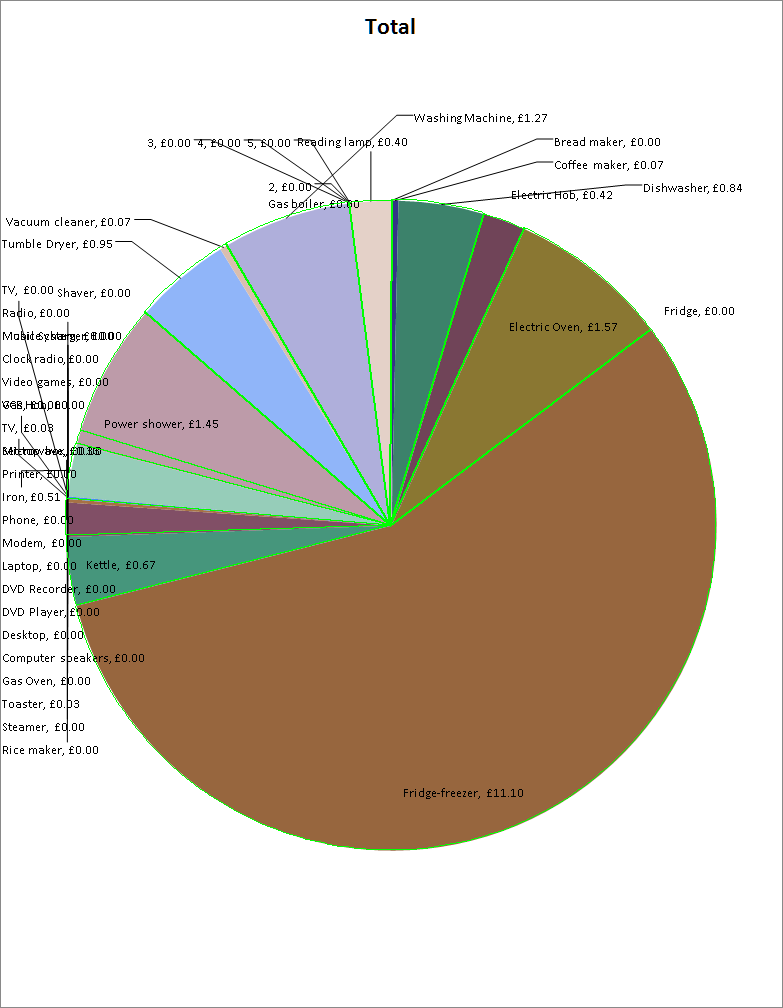 Total
Washing Machine, £1.27
3, £0.00
4, £0.00
5, £0.00
Reading lamp, £0.40
Bread maker, £0.00
Coffee maker, £0.07
2, £0.00
Dishwasher, £0.84
Electric Hob, £0.42
Gas boiler, £0.60
Vacuum cleaner, £0.07
Tumble Dryer, £0.95
TV, £0.00
Shaver, £0.00
Radio, £0.00
Fridge, £0.00
Electric Oven, £1.57
Clock radio, £0.00
Video games, £0.00
Power shower, £1.45
TV, £0.03
Printer, £0.00
Iron, £0.51
Phone, £0.00
Modem, £0.00
Laptop, £0.00
Kettle, £0.67
DVD Recorder, £0.00
DVD Player, £0.00
Desktop, £0.00
Computer speakers, £0.00
Gas Oven, £0.00
Toaster, £0.03
Steamer, £0.00
Rice maker, £0.00
Fridge-freezer, £11.10